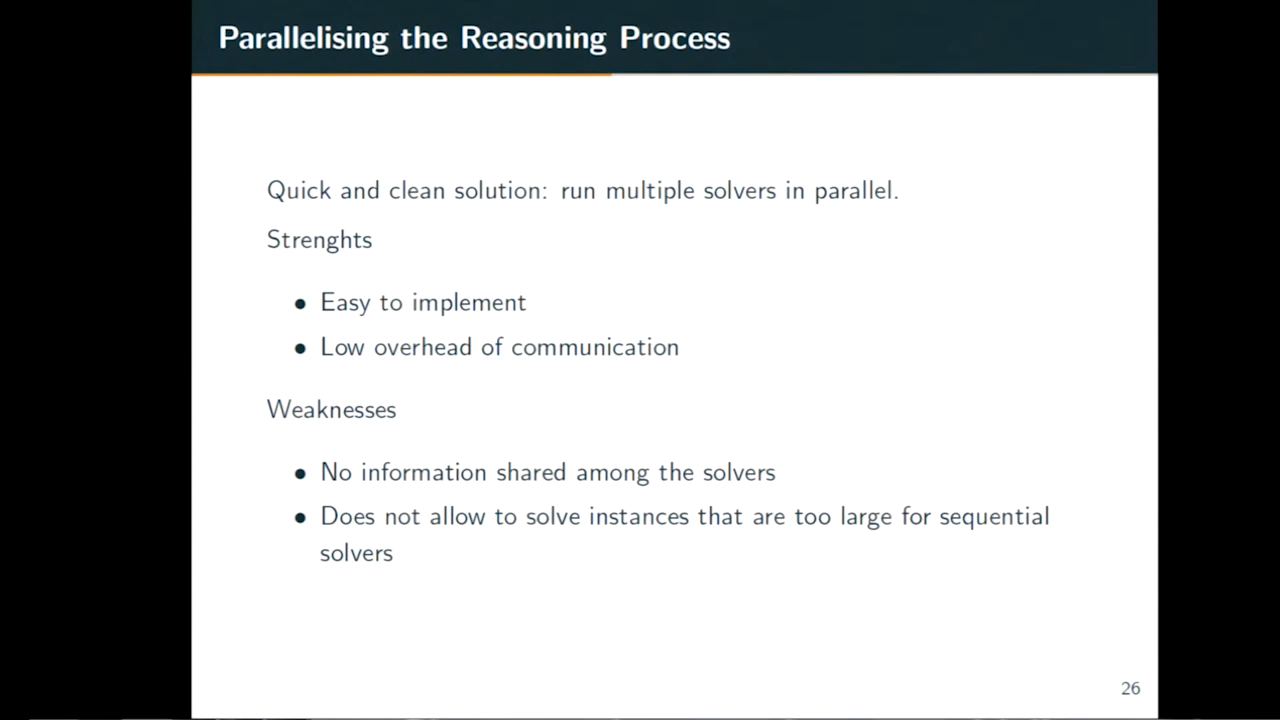 Parallelising the Reasoning Process
Quick and clean solution: run multiple solvers in parallel.
Strenghts
• Easy to implement
• Low overhead of communication
Weaknesses
• No information shared among the solvers
• Does not allow to solve instances that are too large for sequential
solvers
26